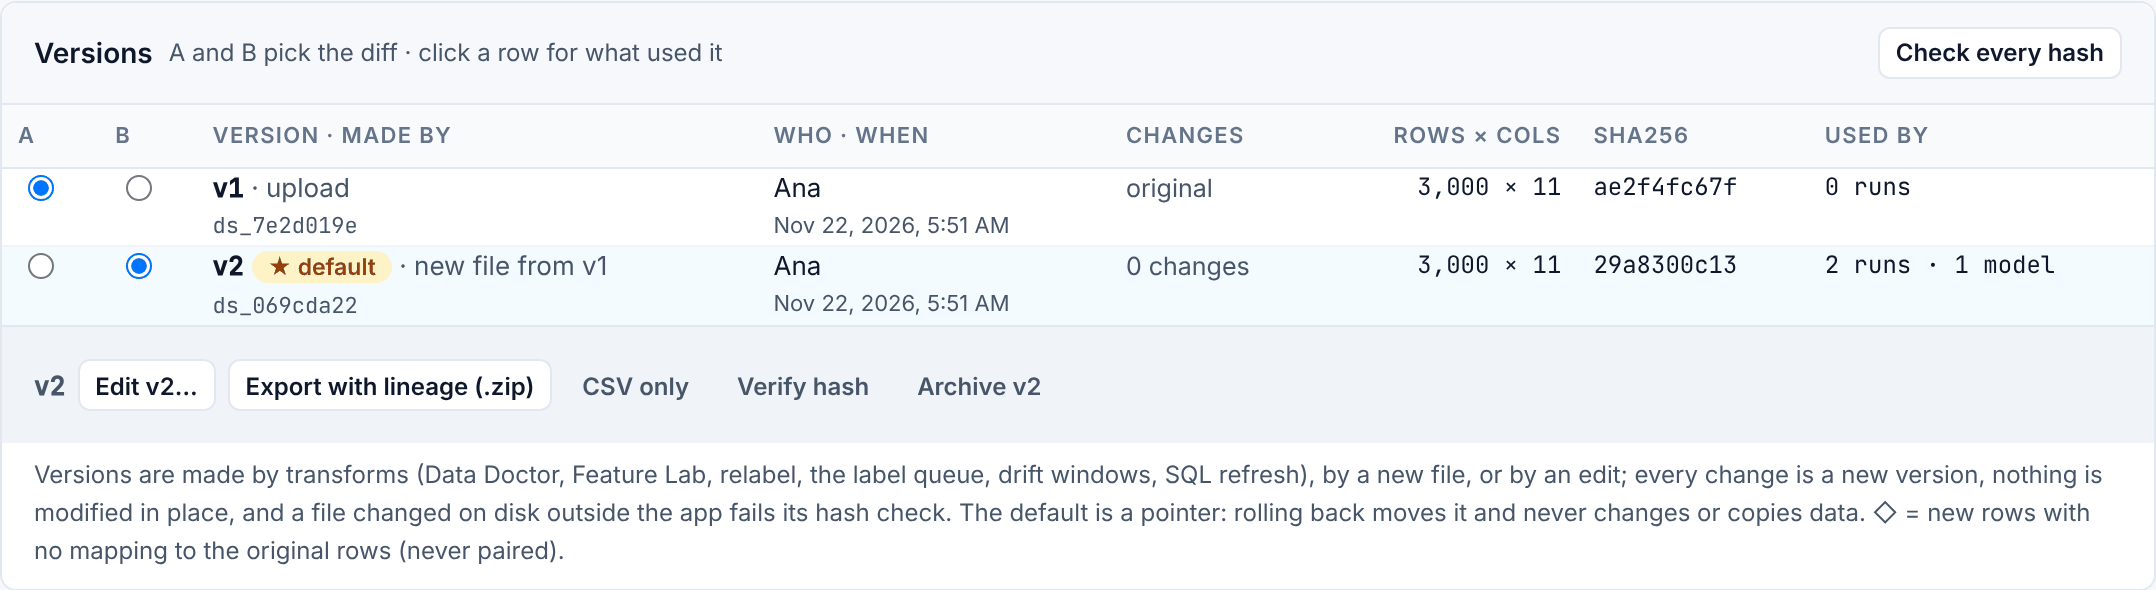 Versions A and B pick the diff · click a row for what used it Check every hash
A B VERSION · MADE BY WHO · WHEN CHANGES ROWS × COLS SHA256 USED BY
v1 · upload Ana original 3,000 × 11 ae2f4fc67f 0 runs
ds_7e2d019e Nov 22, 2026, 5:51 AM
v2 ★ default · new file from v1 Ana 0 changes 3,000 × 11 29a8300c13 2 runs · 1 model
ds_069cda22 Nov 22, 2026, 5:51 AM
v2 Edit v2... Export with lineage (.zip) CSV only Verify hash Archive v2
Versions are made by transforms (Data Doctor, Feature Lab, relabel, the label queue, drift windows, SQL refresh), by a new file, or by an edit; every change is a new version, nothing is
modified in place, and a file changed on disk outside the app fails its hash check. The default is a pointer: rolling back moves it and never changes or copies data. ◇ = new rows with
no mapping to the original rows (never paired).